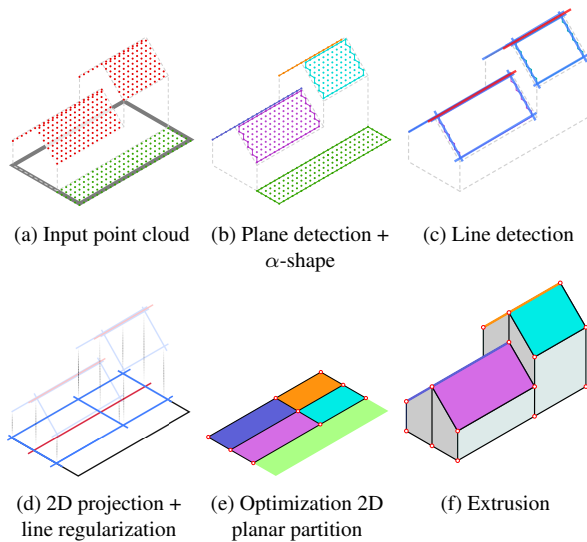 (a) Input point cloud
(b) Plane detection +
α-shape
(c) Line detection
(d) 2D projection +
line regularization
(e) Optimization 2D
planar partition
(f) Extrusion